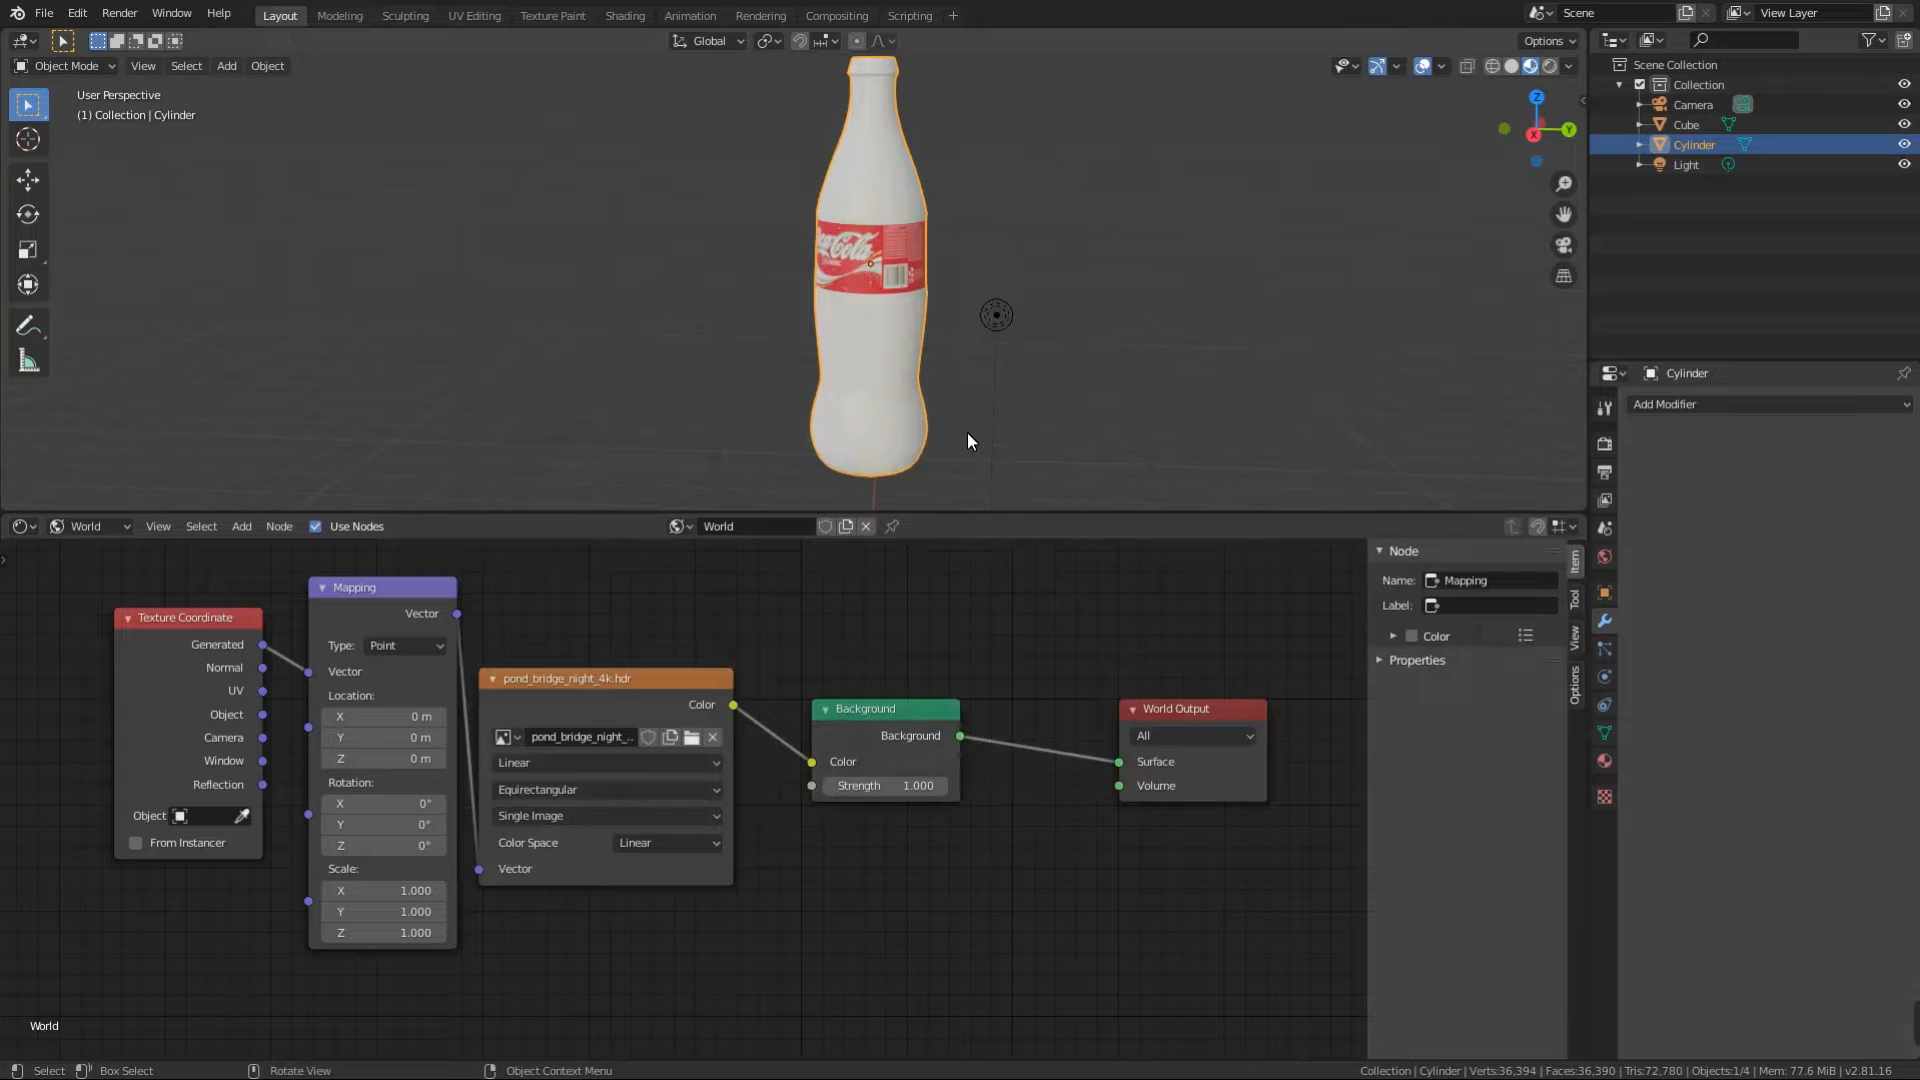 File Edit Render Window Help Layout Modeling Sculpting UV Editing Texture Paint Shading Animation Rendering Compositing Scripting + Scene View Layer
Global Options
Object Mode View Select Add Object
User Perspective
(1) Collection | Cylinder
Z
Y
X
Coca-Cola
Scene Collection
Collection
Camera
Cube
Cylinder
Light
Cylinder
Add Modifier
World View Select Add Node Use Nodes World
Texture Coordinate
Generated
Normal
UV
Object
Camera
Window
Reflection
Object
From Instancer
Mapping
Vector
Type: Point
Vector
Location:
X 0 m
Y 0 m
Z 0 m
Rotation:
X 0°
Y 0°
Z 0°
Scale:
X 1.000
Y 1.000
Z 1.000
pond_bridge_night_4k.hdr
Color
pond_bridge_night_..
Linear
Equirectangular
Single Image
Color Space Linear
Vector
Background
Background
Color
Strength 1.000
World Output
All
Surface
Volume
Node
Name: Mapping
Label:
Color
Properties
Item
Tool
View
Options
World
Select Box Select Rotate View Object Context Menu Collection | Cylinder | Verts:36,394 | Faces:36,390 | Tris:72,780 | Objects:1/4 | Mem: 77.6 MiB | v2.81.16